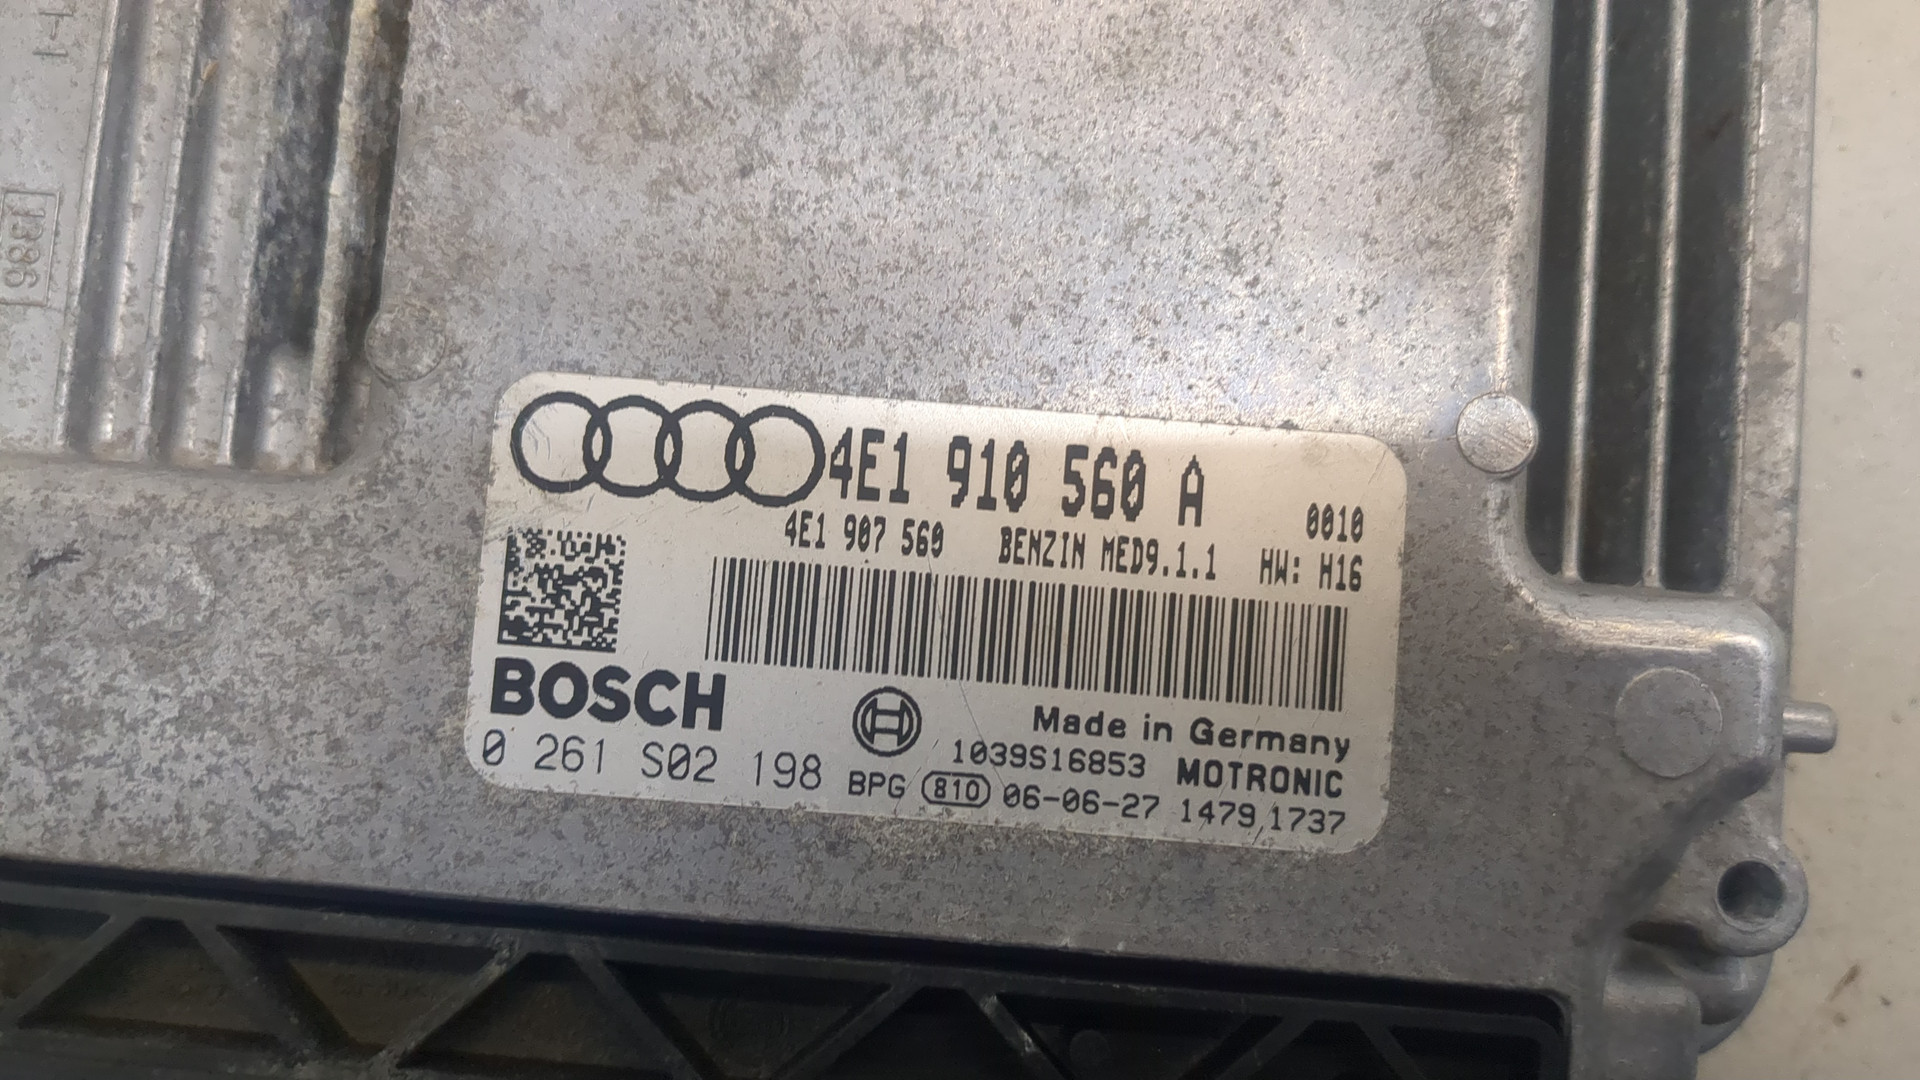 4E1 910 560 A
0010
4E1 907 560 BENZIN MED9.1.1 HW: H16
BOSCH
Made in Germany
0 261 S02 198
1039S16853 MOTRONIC
BPG 810 06-06-27 1479 1737
1386